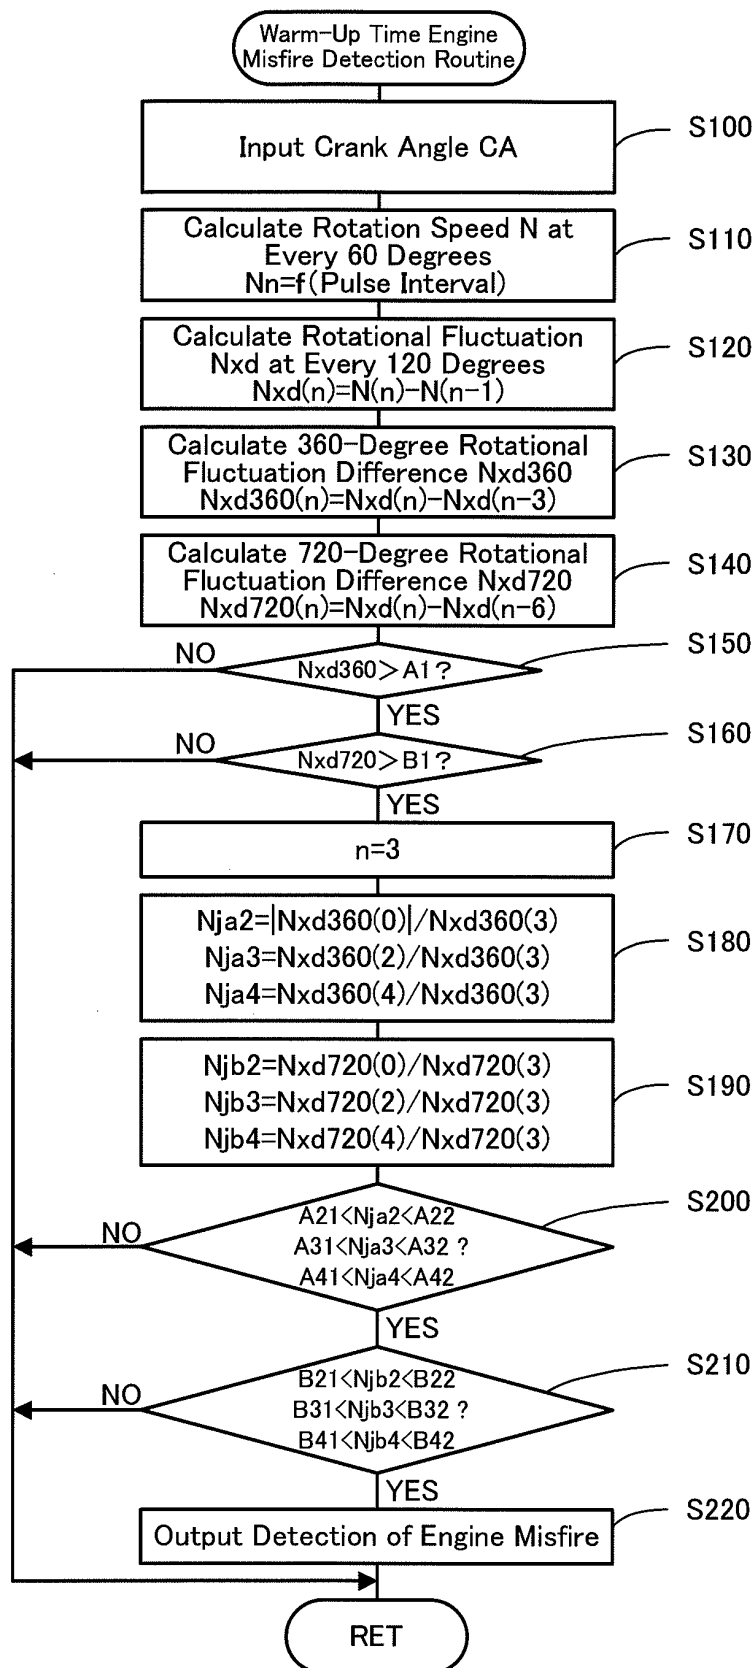 Warm-Up Time Engine
Misfire Detection Routine
Input Crank Angle CA
S100
Calculate Rotation Speed N at
Every 60 Degrees
Nn=f(Pulse Interval)
S110
Calculate Rotational Fluctuation
Nxd at Every 120 Degrees
Nxd(n)=N(n)-N(n-1)
S120
Calculate 360-Degree Rotational
Fluctuation Difference Nxd360
Nxd360(n)=Nxd(n)-Nxd(n-3)
S130
Calculate 720-Degree Rotational
Fluctuation Difference Nxd720
Nxd720(n)=Nxd(n)-Nxd(n-6)
S140
Nxd360>A1?
S150
NO
YES
Nxd720>B1?
S160
NO
YES
n=3
S170
Nja2=|Nxd360(0)|/Nxd360(3)
Nja3=Nxd360(2)/Nxd360(3)
Nja4=Nxd360(4)/Nxd360(3)
S180
Njb2=Nxd720(0)/Nxd720(3)
Njb3=Nxd720(2)/Nxd720(3)
Njb4=Nxd720(4)/Nxd720(3)
S190
A21<Nja2<A22
A31<Nja3<A32 ?
A41<Nja4<A42
S200
NO
YES
B21<Njb2<B22
B31<Njb3<B32 ?
B41<Njb4<B42
S210
NO
YES
Output Detection of Engine Misfire
S220
RET